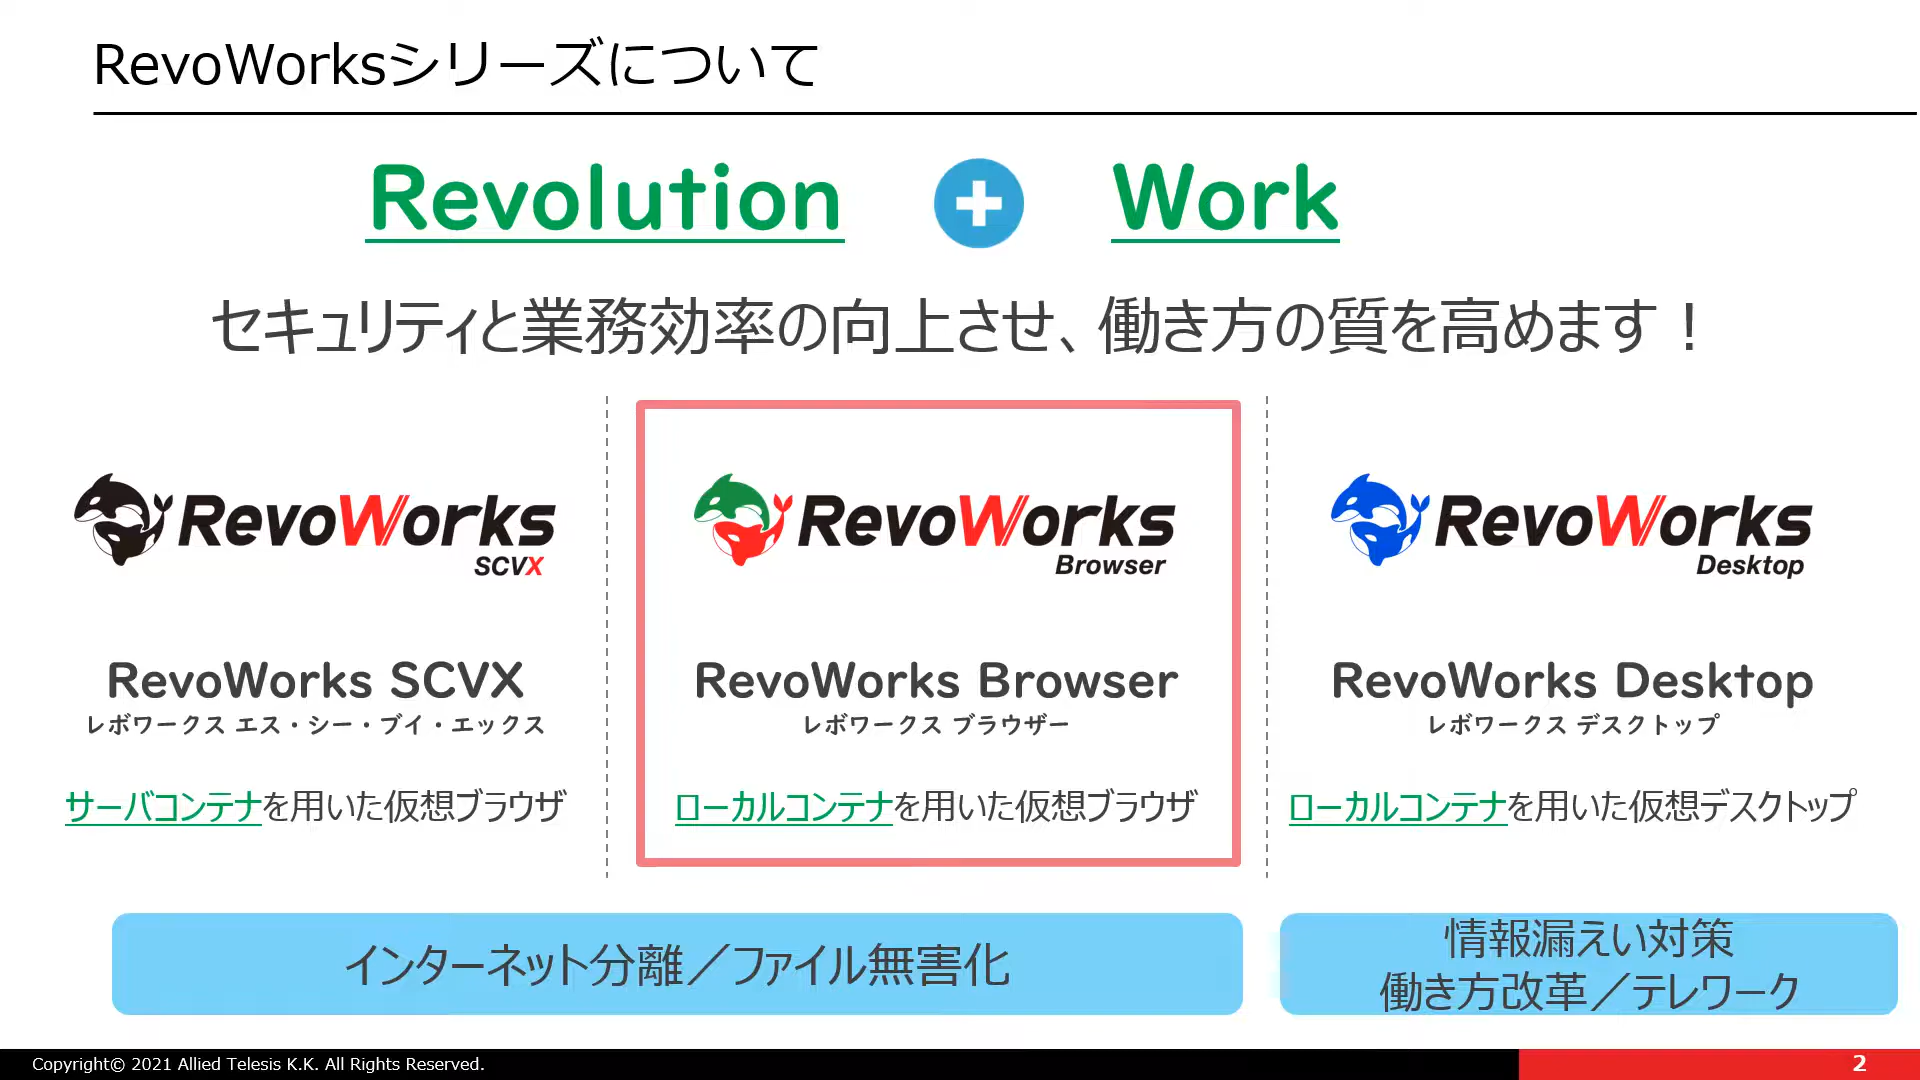 RevoWorksシリーズについて
Revolution + Work
セキュリティと業務効率の向上させ、働き方の質を高めます！
RevoWorks
SCVX
RevoWorks SCVX
レボワークス エス・シー・ブイ・エックス
サーバコンテナを用いた仮想ブラウザ
RevoWorks
Browser
RevoWorks Browser
レボワークス ブラウザー
ローカルコンテナを用いた仮想ブラウザ
RevoWorks
Desktop
RevoWorks Desktop
レボワークス デスクトップ
ローカルコンテナを用いた仮想デスクトップ
インターネット分離／ファイル無害化
情報漏えい対策
働き方改革／テレワーク
Copyright© 2021 Allied Telesis K.K. All Rights Reserved.
2